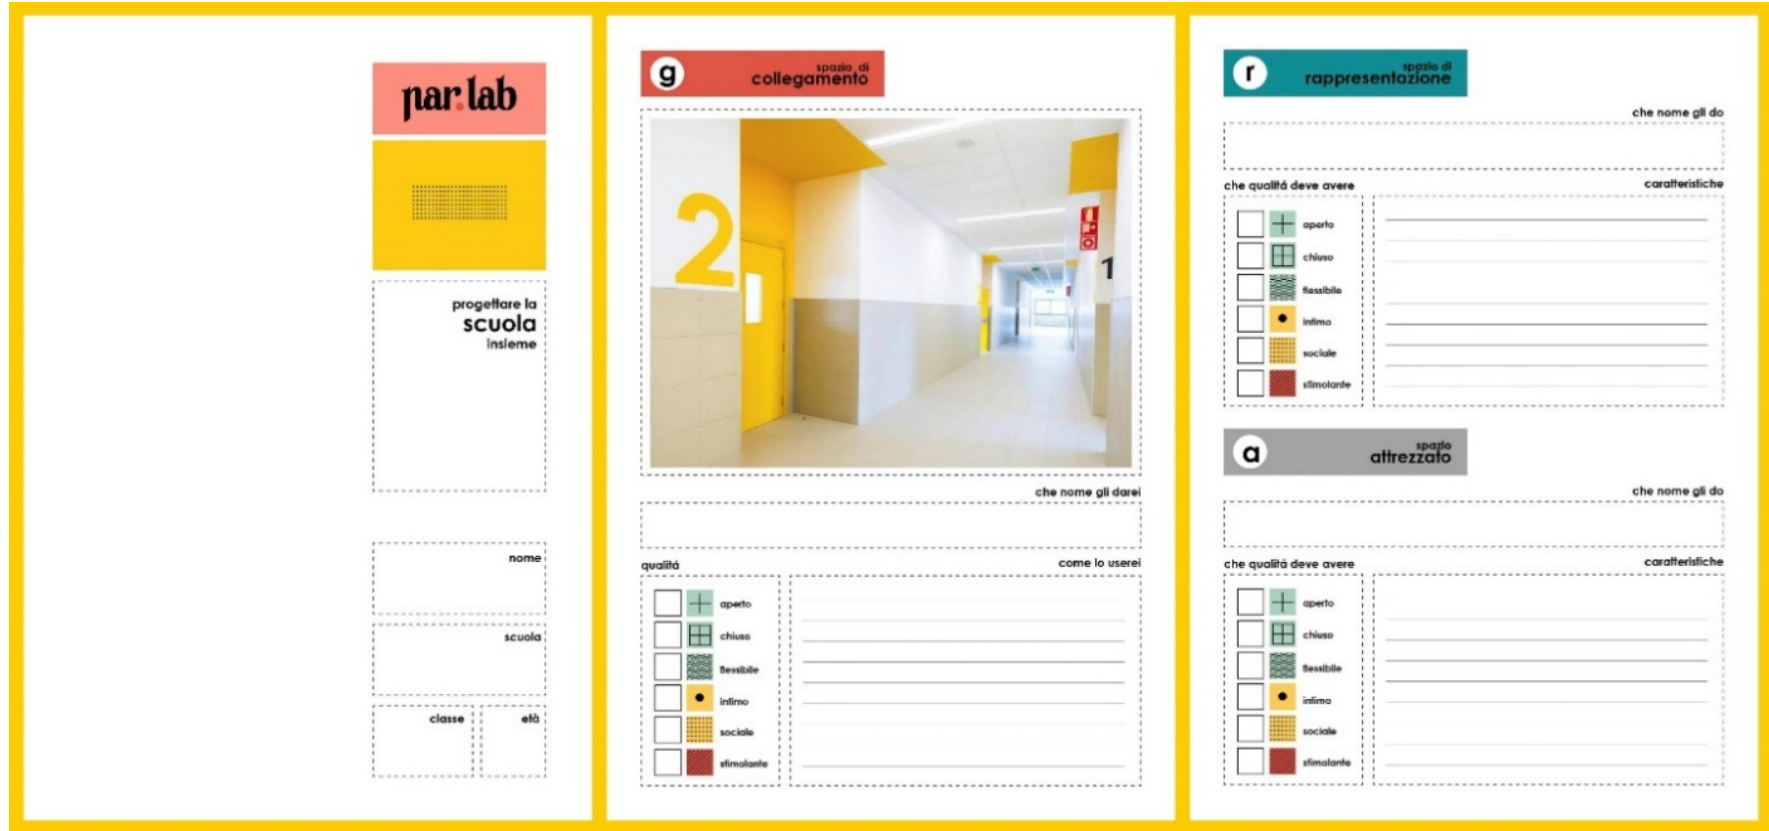 par.lab
progettare la
scuola
insieme
nome
scuola
classe
età
g
spazio di
collegamento
2
1
che nome gli darei
qualitá
come lo userei
aperto
chiuso
flessibile
intimo
sociale
stimolante
r
spazio di
rappresentazione
che nome gli do
che qualitá deve avere
caratteristiche
aperto
chiuso
flessibile
intimo
sociale
stimolante
a
spazio
attrezzato
che nome gli do
che qualitá deve avere
caratteristiche
aperto
chiuso
flessibile
intimo
sociale
stimolante